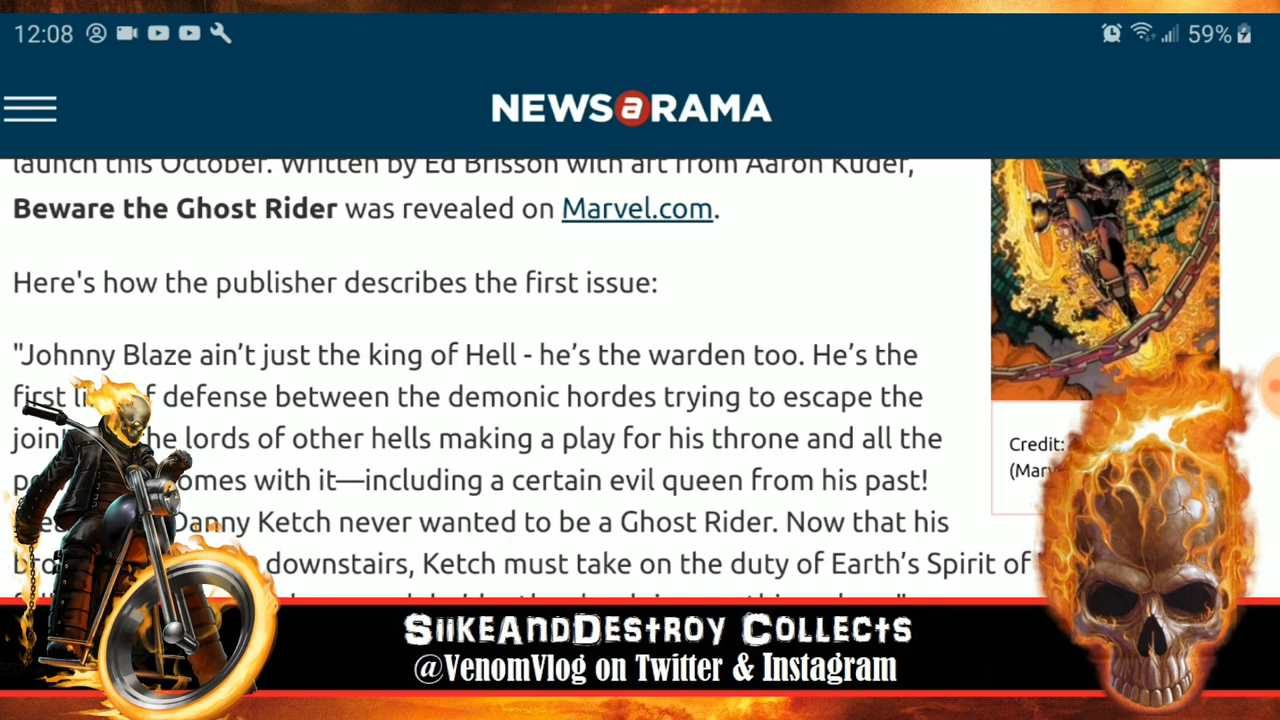 12:08
59%
NEWSaRAMA
launch this October. Written by Ed Brisson with art from Aaron Kuder,
Beware the Ghost Rider was revealed on Marvel.com.
Here's how the publisher describes the first issue:
"Johnny Blaze ain’t just the king of Hell - he’s the warden too. He’s the
first of defense between the demonic hordes trying to escape the
join the lords of other hells making a play for his throne and all the
comes with it—including a certain evil queen from his past!
Danny Ketch never wanted to be a Ghost Rider. Now that his
downstairs, Ketch must take on the duty of Earth’s Spirit of
Credit:
SiikeAndDestroy Collects
@VenomVlog on Twitter & Instagram